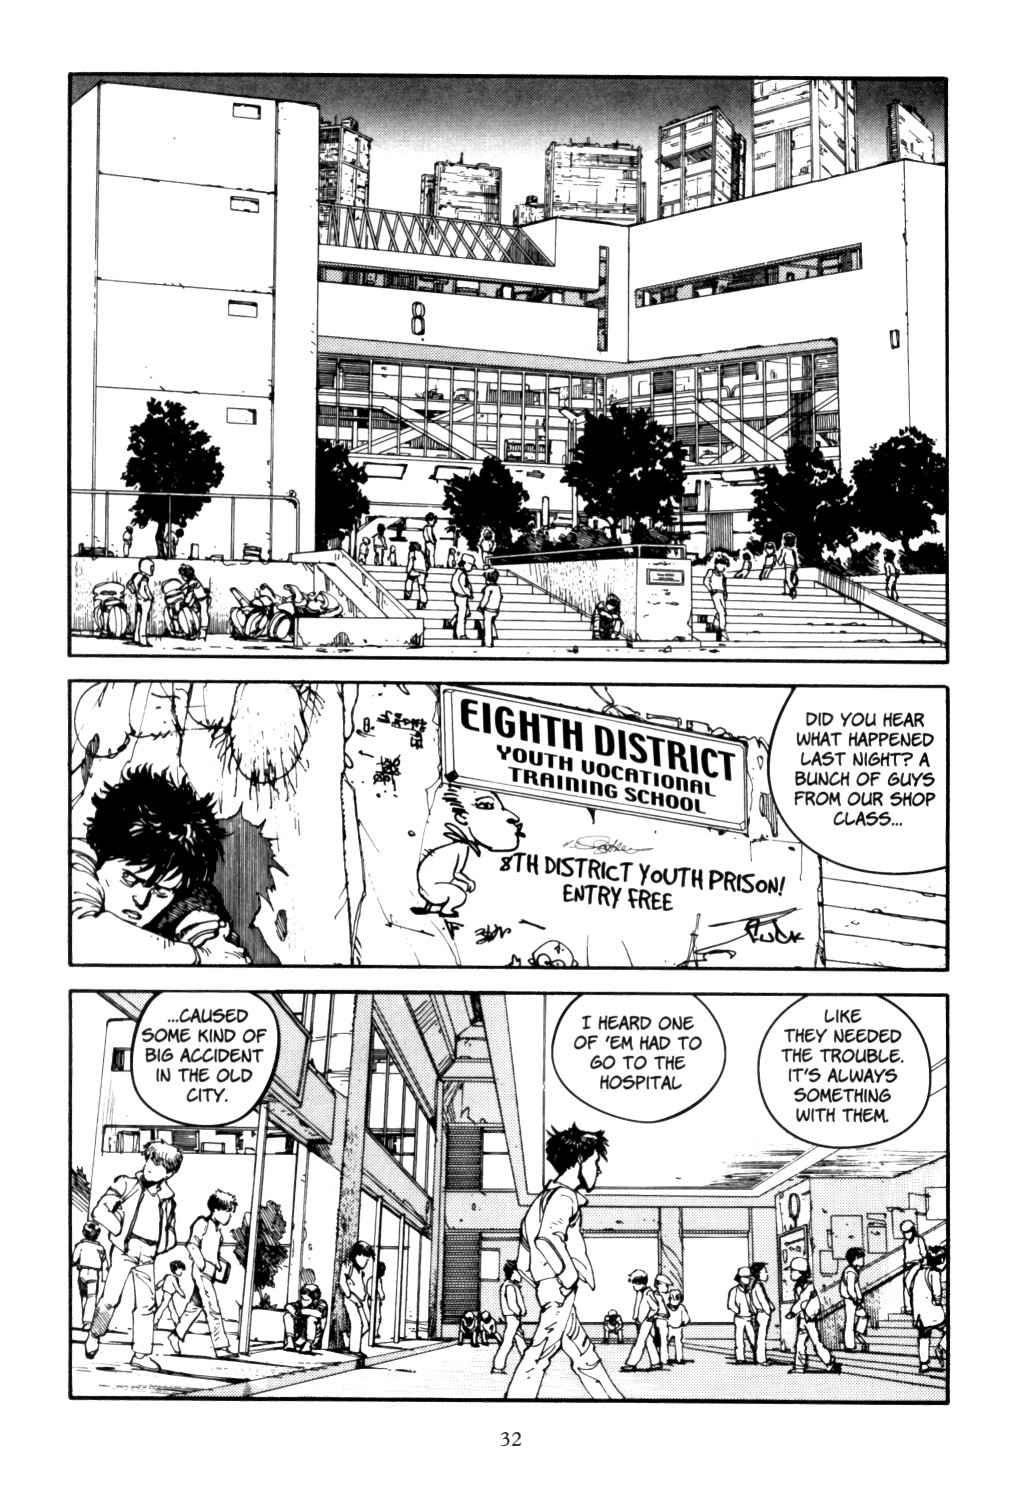 8
EIGHTH DISTRICT
YOUTH VOCATIONAL
TRAINING SCHOOL
DID YOU HEAR
WHAT HAPPENED
LAST NIGHT? A
BUNCH OF GUYS
FROM OUR SHOP
CLASS...
8TH DISTRICT YOUTH PRISON!
ENTRY FREE
FUCK
...CAUSED
SOME KIND OF
BIG ACCIDENT
IN THE OLD
CITY.
I HEARD ONE
OF 'EM HAD TO
GO TO THE
HOSPITAL
LIKE
THEY NEEDED
THE TROUBLE.
IT'S ALWAYS
SOMETHING
WITH THEM.
32